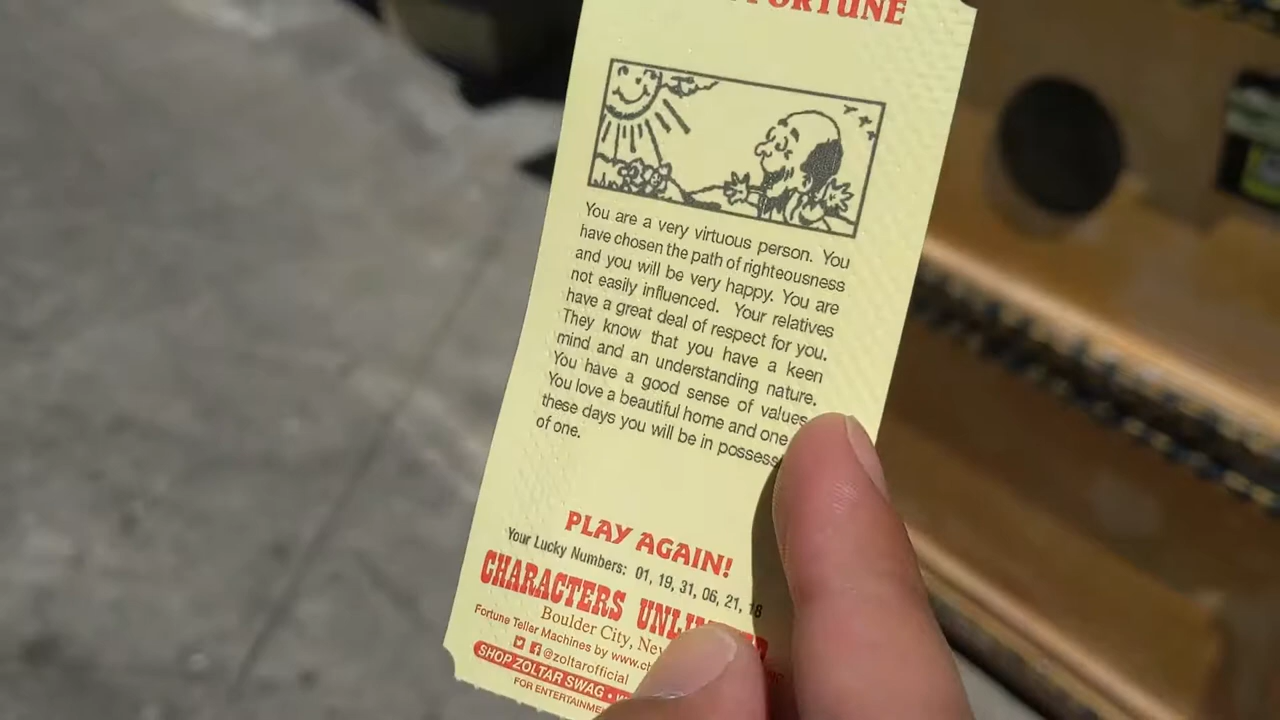 FORTUNE
You are a very virtuous person. You
have chosen the path of righteousness
and you will be very happy. You are
not easily influenced. Your relatives
have a great deal of respect for you.
They know that you have a keen
mind and an understanding nature.
You have a good sense of values.
You love a beautiful home and one
these days you will be in possess
of one.
PLAY AGAIN!
Your Lucky Numbers: 01, 19, 31, 06, 21, 18
CHARACTERS
Boulder City,
Fortune Teller Machines by
@zoltarofficial
SHOP ZOLTAR SWAG •
FOR